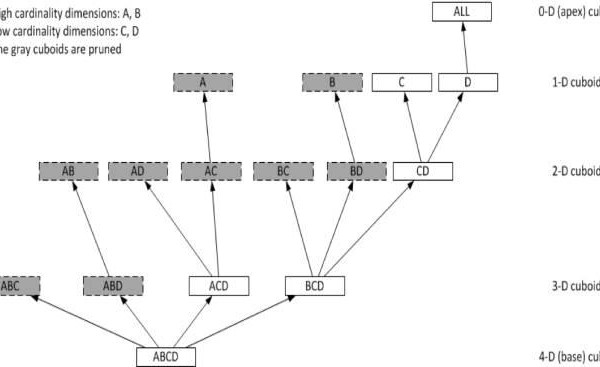 igh cardinality dimensions: A, B
ow cardinality dimensions: C, D
he gray cuboids are pruned
ALL
0-D (apex) cu
A
B
C
D
1-D cuboid
AB
AD
AC
BC
BD
CD
2-D cuboid
ABC
ABD
ACD
BCD
3-D cuboid
ABCD
4-D (base) cu